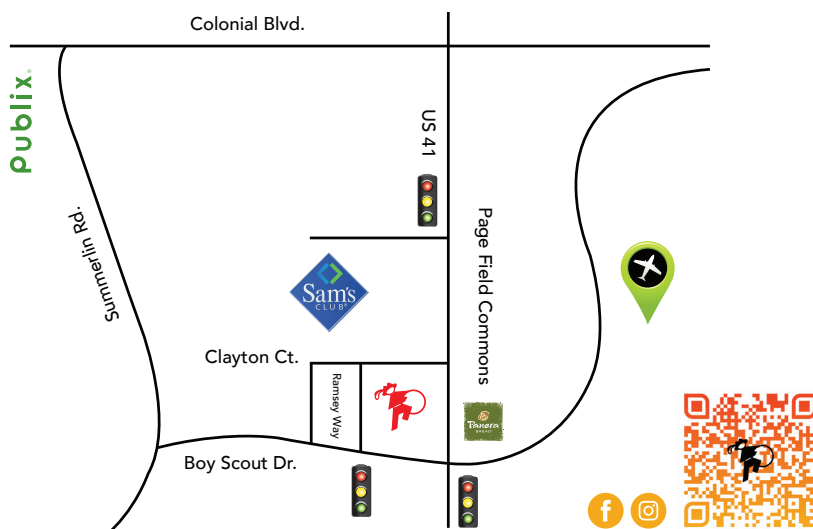 Colonial Blvd.
Publix.
US 41
Summerlin Rd.
Page Field Commons
Sam's
CLUB
Clayton Ct.
Ramsey Way
Panera
BREAD
Boy Scout Dr.
f